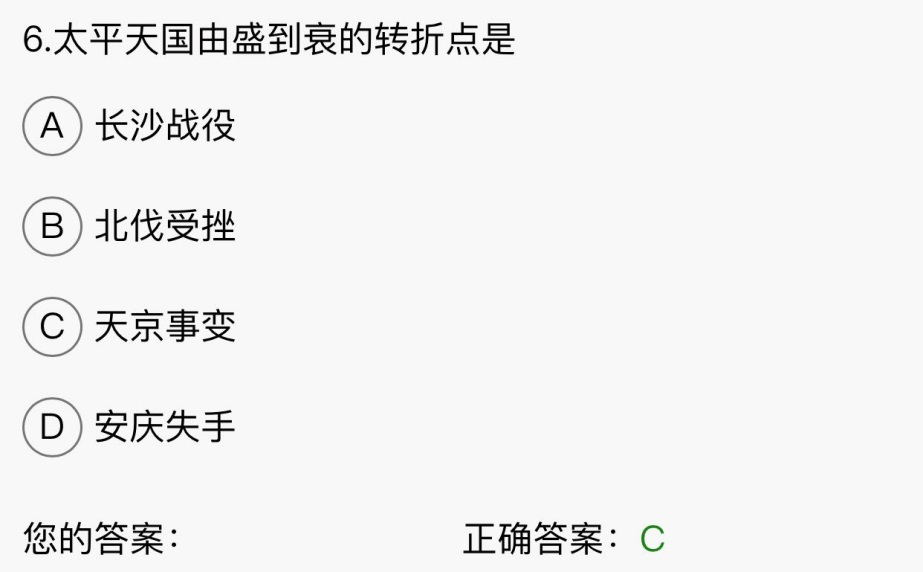 6.太平天国由盛到衰的转折点是
A 长沙战役
B 北伐受挫
C 天京事变
D 安庆失手
您的答案： 正确答案：C